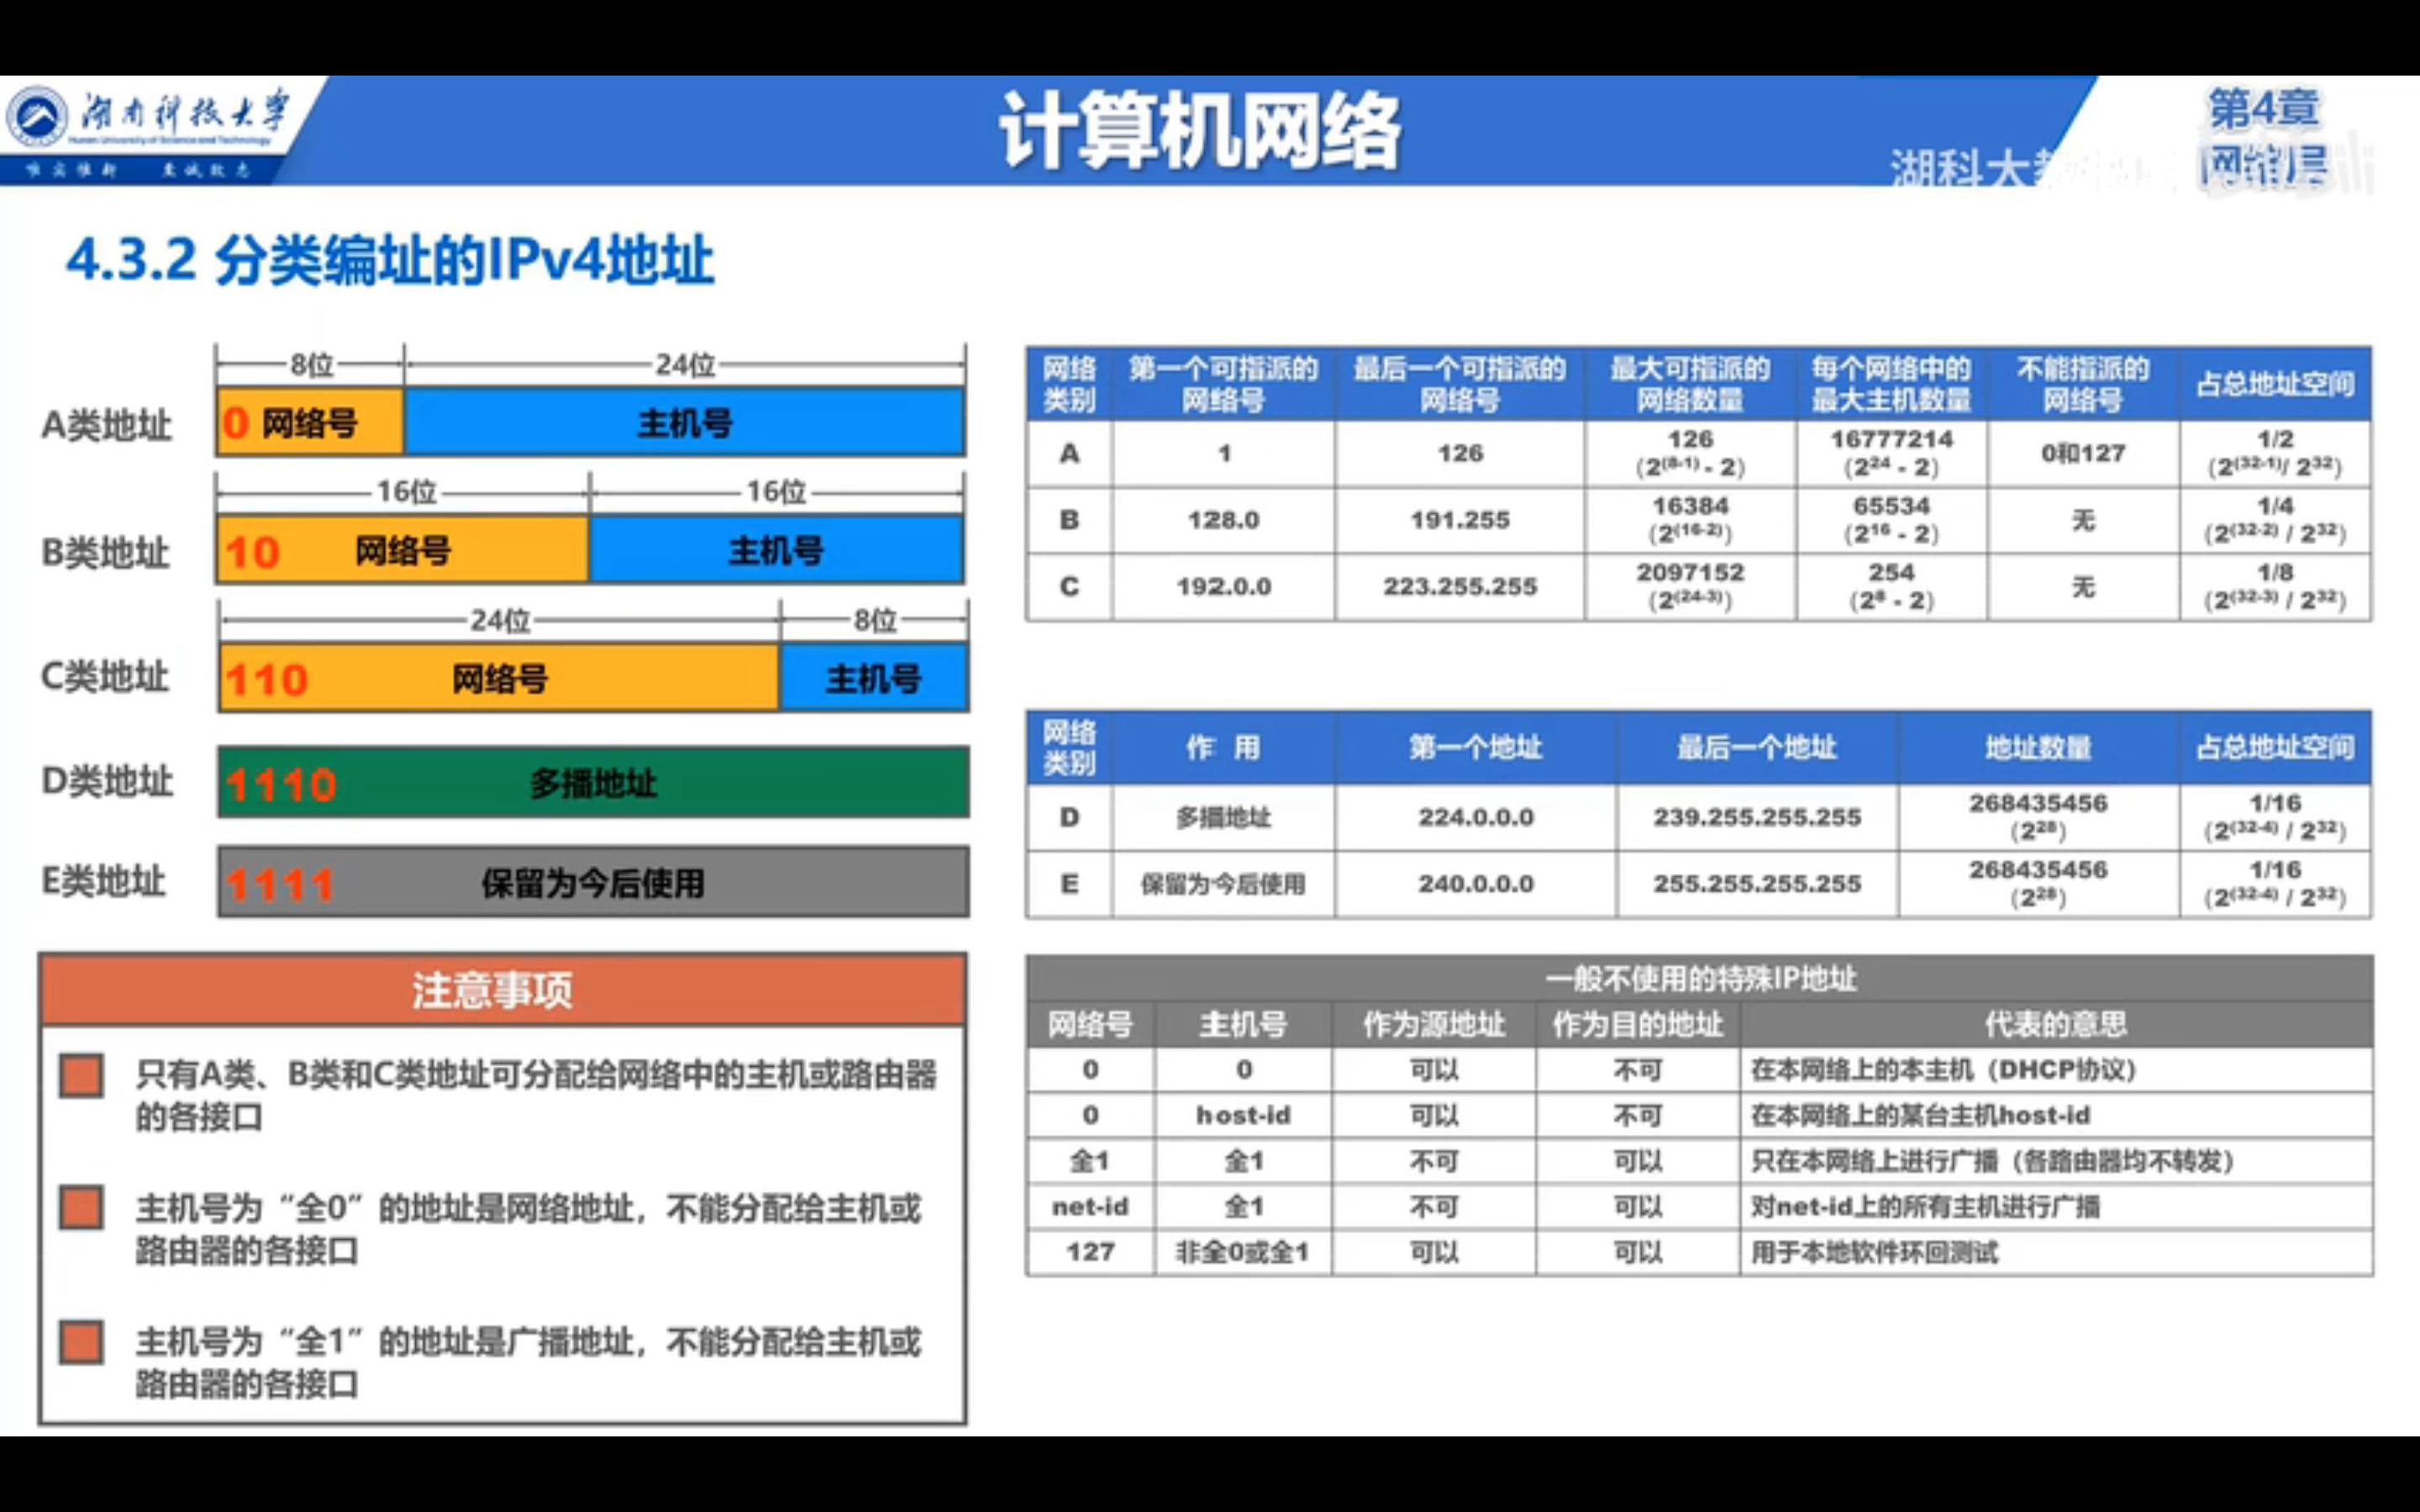 湖南科技大学
Hunan University of Science and Technology
唯实惟新 至诚致志
计算机网络
第4章
网络层
湖科大
4.3.2 分类编址的IPv4地址
8位 24位
A类地址 0 网络号 主机号
16位 16位
B类地址 10 网络号 主机号
24位 8位
C类地址 110 网络号 主机号
D类地址 1110 多播地址
E类地址 1111 保留为今后使用
注意事项
只有A类、B类和C类地址可分配给网络中的主机或路由器
的各接口
主机号为“全0”的地址是网络地址，不能分配给主机或
路由器的各接口
主机号为“全1”的地址是广播地址，不能分配给主机或
路由器的各接口
网络 第一个可指派的 最后一个可指派的 最大可指派的 每个网络中的 不能指派的 占总地址空间
类别 网络号 网络号 网络数量 最大主机数量 网络号
A 1 126 126 16777214 0和127 1/2
(2^(8-1) - 2) (2^24 - 2) (2^(32-1)/ 2^32)
B 128.0 191.255 16384 65534 无 1/4
(2^(16-2)) (2^16 - 2) (2^(32-2) / 2^32)
C 192.0.0 223.255.255 2097152 254 无 1/8
(2^(24-3)) (2^8 - 2) (2^(32-3) / 2^32)
网络 作 用 第一个地址 最后一个地址 地址数量 占总地址空间
类别
D 多播地址 224.0.0.0 239.255.255.255 268435456 1/16
(2^28) (2^(32-4) / 2^32)
E 保留为今后使用 240.0.0.0 255.255.255.255 268435456 1/16
(2^28) (2^(32-4) / 2^32)
一般不使用的特殊IP地址
网络号 主机号 作为源地址 作为目的地址 代表的意思
0 0 可以 不可 在本网络上的本主机（DHCP协议）
0 host-id 可以 不可 在本网络上的某台主机host-id
全1 全1 不可 可以 只在本网络上进行广播（各路由器均不转发）
net-id 全1 不可 可以 对net-id上的所有主机进行广播
127 非全0或全1 可以 可以 用于本地软件环回测试